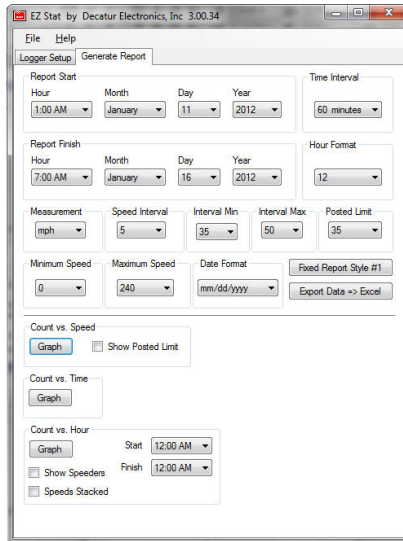 EZ Stat by Decatur Electronics, Inc 3.00.34
File Help
Logger Setup Generate Report
Report Start
Hour Month Day Year
1:00 AM January 11 2012
Time Interval
60 minutes
Report Finish
Hour Month Day Year
7:00 AM January 16 2012
Hour Format
12
Measurement Speed Interval Interval Min Interval Max Posted Limit
mph 5 35 50 35
Minimum Speed Maximum Speed Date Format
0 240 mm/dd/yyyy
Fixed Report Style #1
Export Data => Excel
Count vs. Speed
Graph Show Posted Limit
Count vs. Time
Graph
Count vs. Hour
Graph Start 12:00 AM
Finish 12:00 AM
Show Speeders
Speeds Stacked